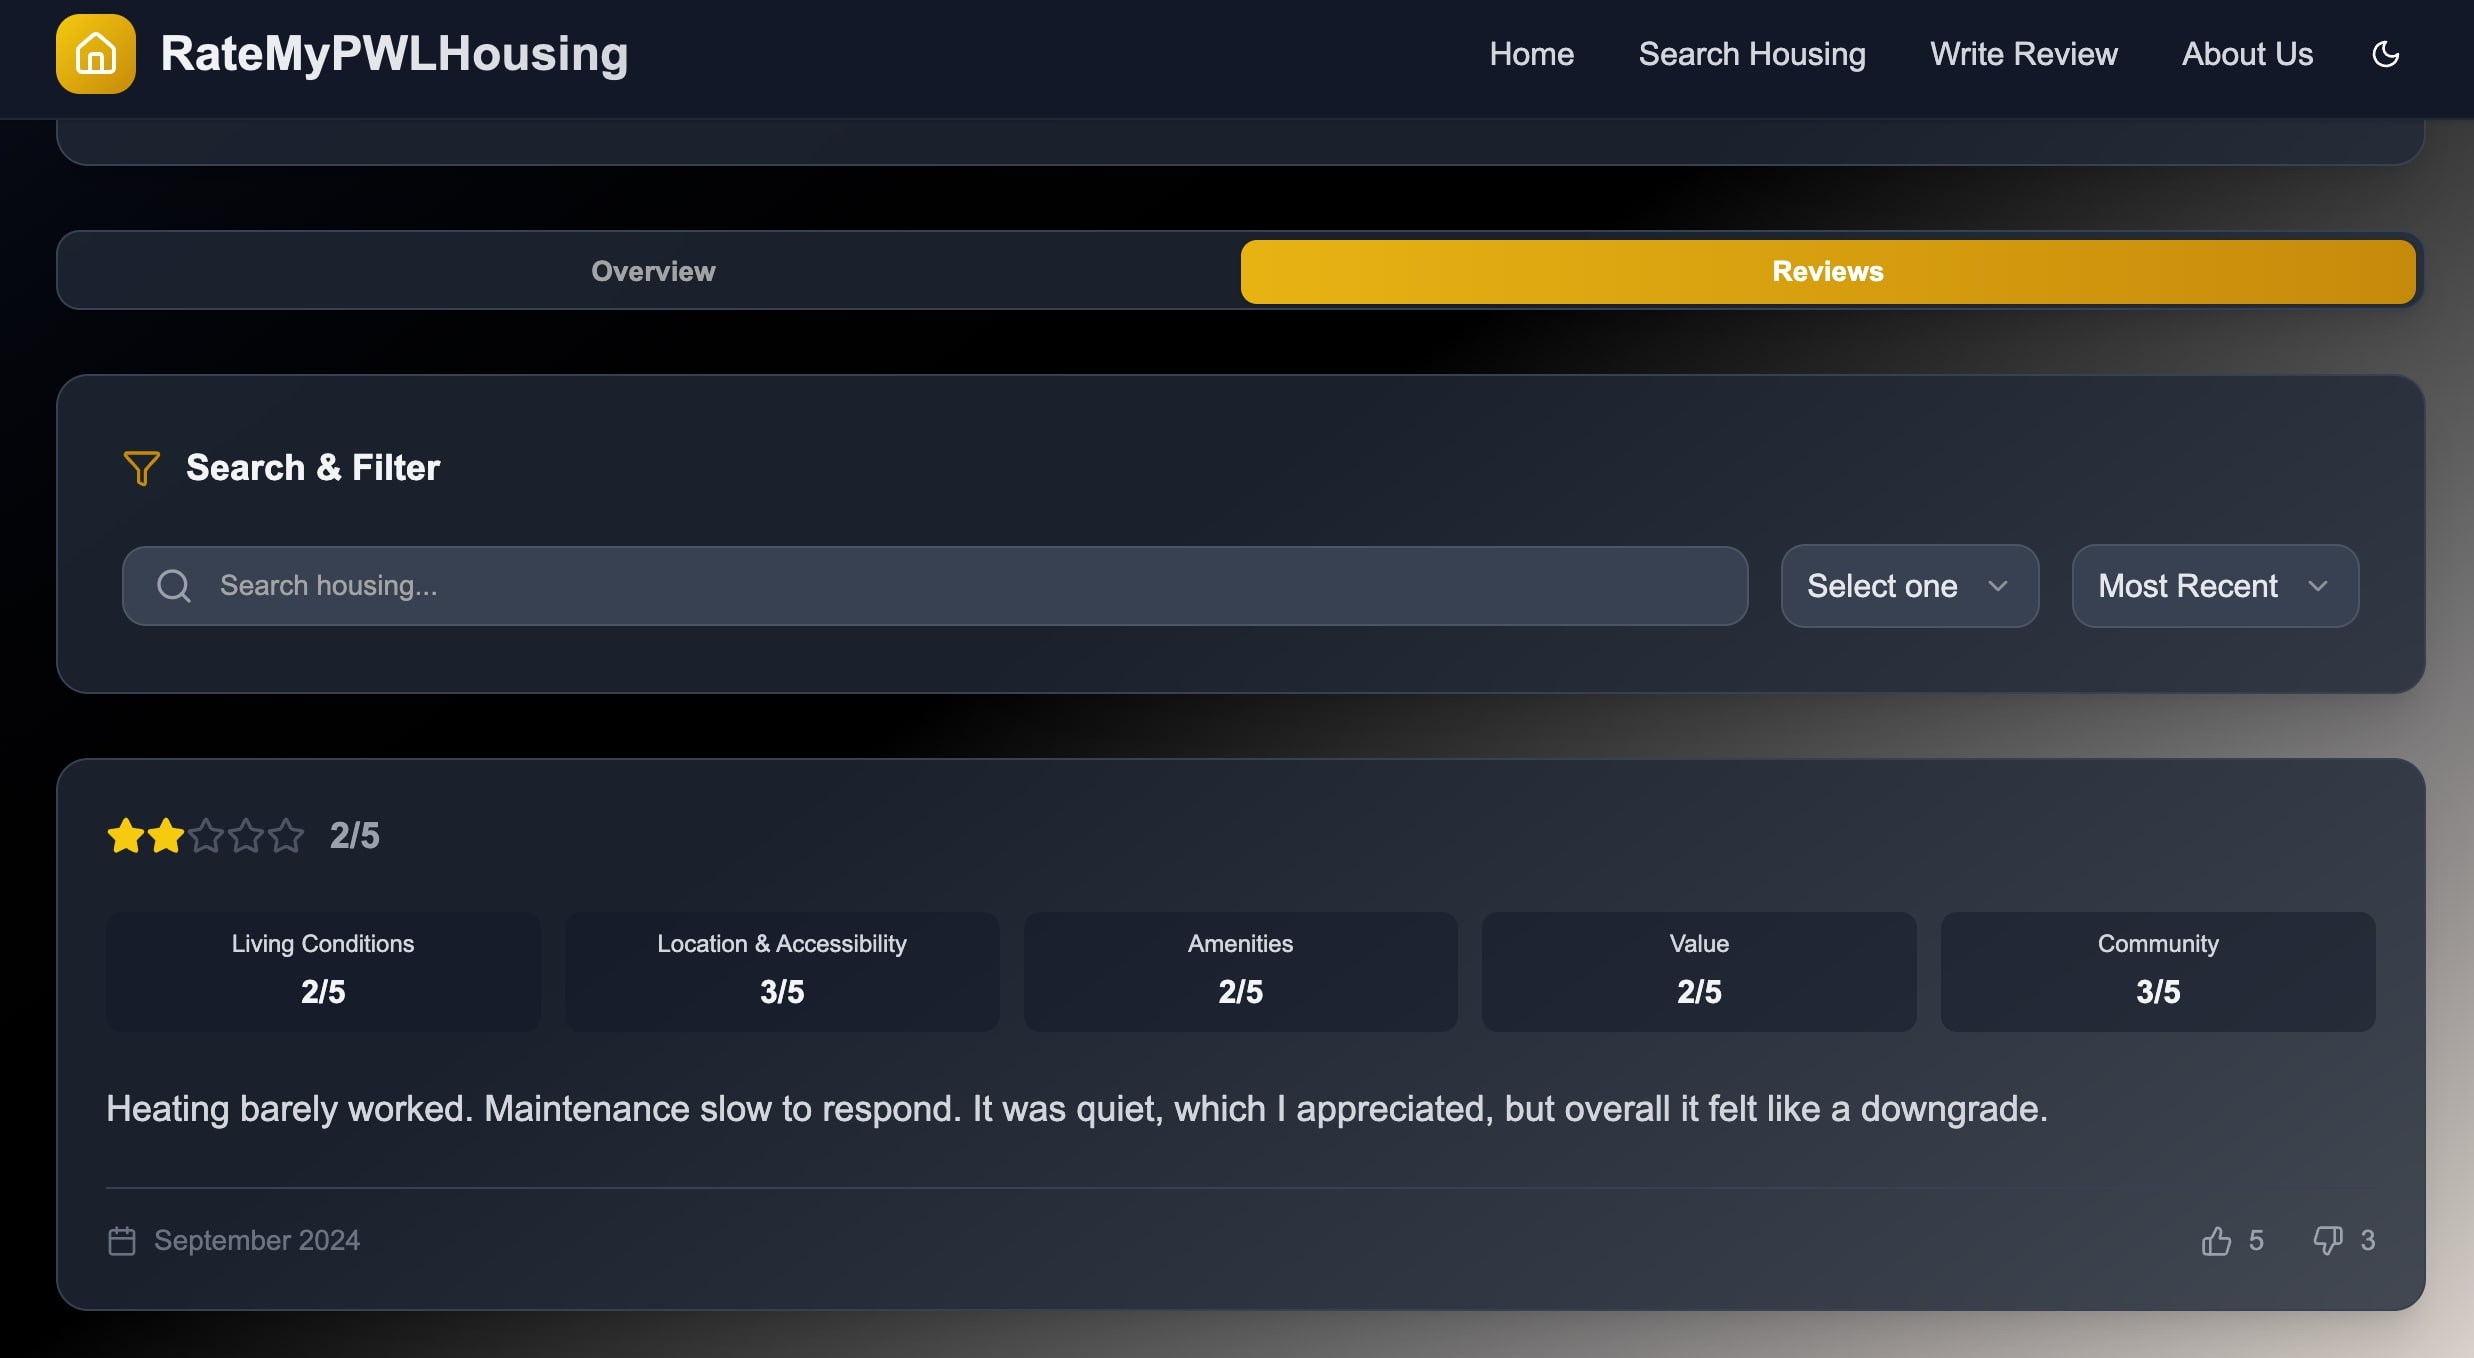 RateMyPWLHousing
Home Search Housing Write Review About Us
Overview Reviews
Search & Filter
Search housing... Select one Most Recent
2/5
Living Conditions Location & Accessibility Amenities Value Community
2/5 3/5 2/5 2/5 3/5
Heating barely worked. Maintenance slow to respond. It was quiet, which I appreciated, but overall it felt like a downgrade.
September 2024 5 3